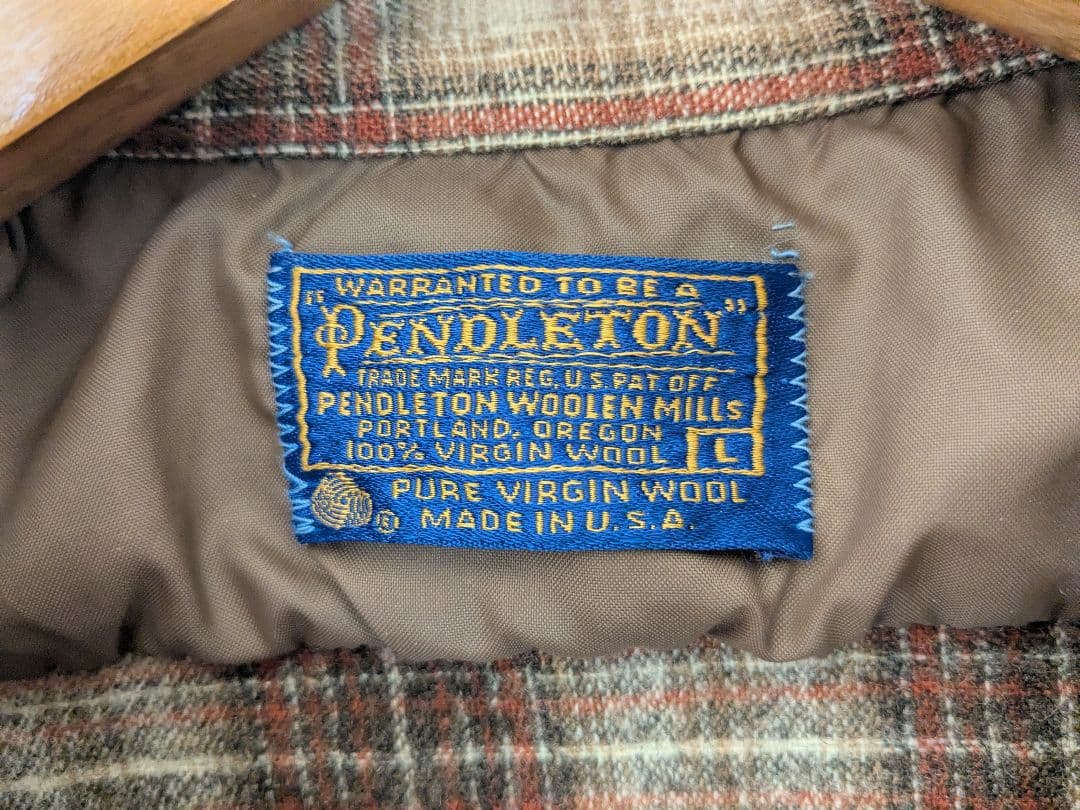 WARRANTED TO BE A
"PENDLETON"
TRADE MARK REG. U.S. PAT. OFF
PENDLETON WOOLEN MILLS
PORTLAND, OREGON
100% VIRGIN WOOL L
PURE VIRGIN WOOL
® MADE IN U.S.A.